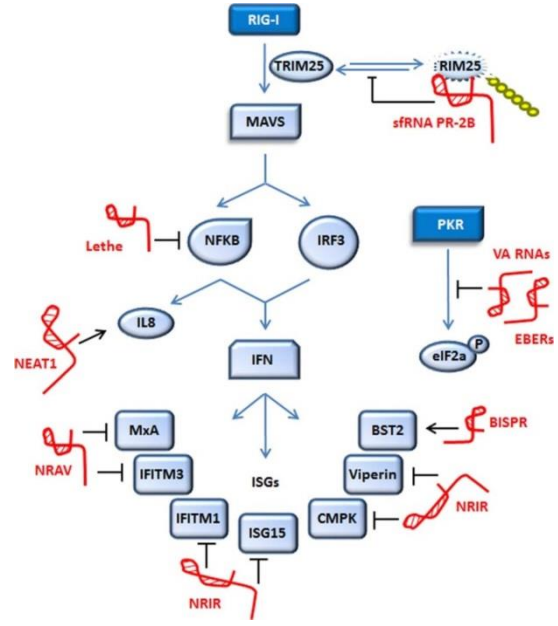 RIG-I
TRIM25
RIM25
MAVS
sfRNA PR-2B
Lethe
NFKB
IRF3
PKR
VA RNAs
IL8
NEAT1
EBERs
P
eIF2a
IFN
MxA
BST2
BISPR
NRAV
IFITM3
Viperin
ISGs
NRIR
IFITM1
ISG15
CMPK
NRIR